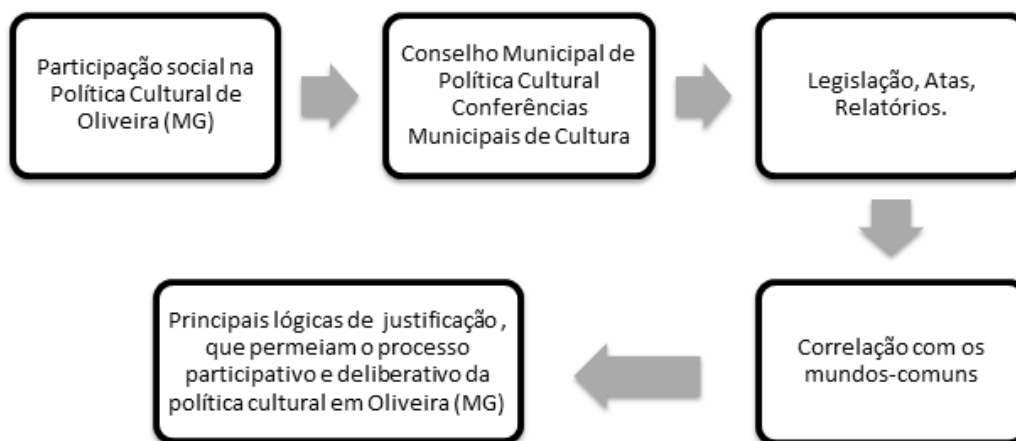 Participação social na
Política Cultural de
Oliveira (MG)
Conselho Municipal de
Política Cultural
Conferências
Municipais de Cultura
Legislação, Atas,
Relatórios.
Correlação com os
mundos-comuns
Principais lógicas de justificação ,
que permeiam o processo
participativo e deliberativo da
política cultural em Oliveira (MG)